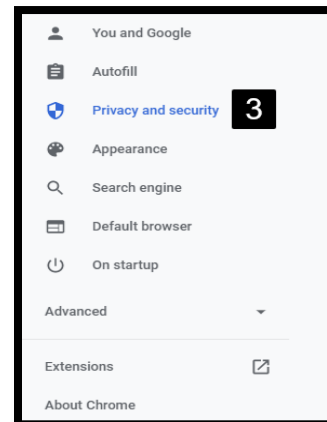 You and Google
Autofill
Privacy and security 3
Appearance
Search engine
Default browser
On startup
Advanced
Extensions
About Chrome